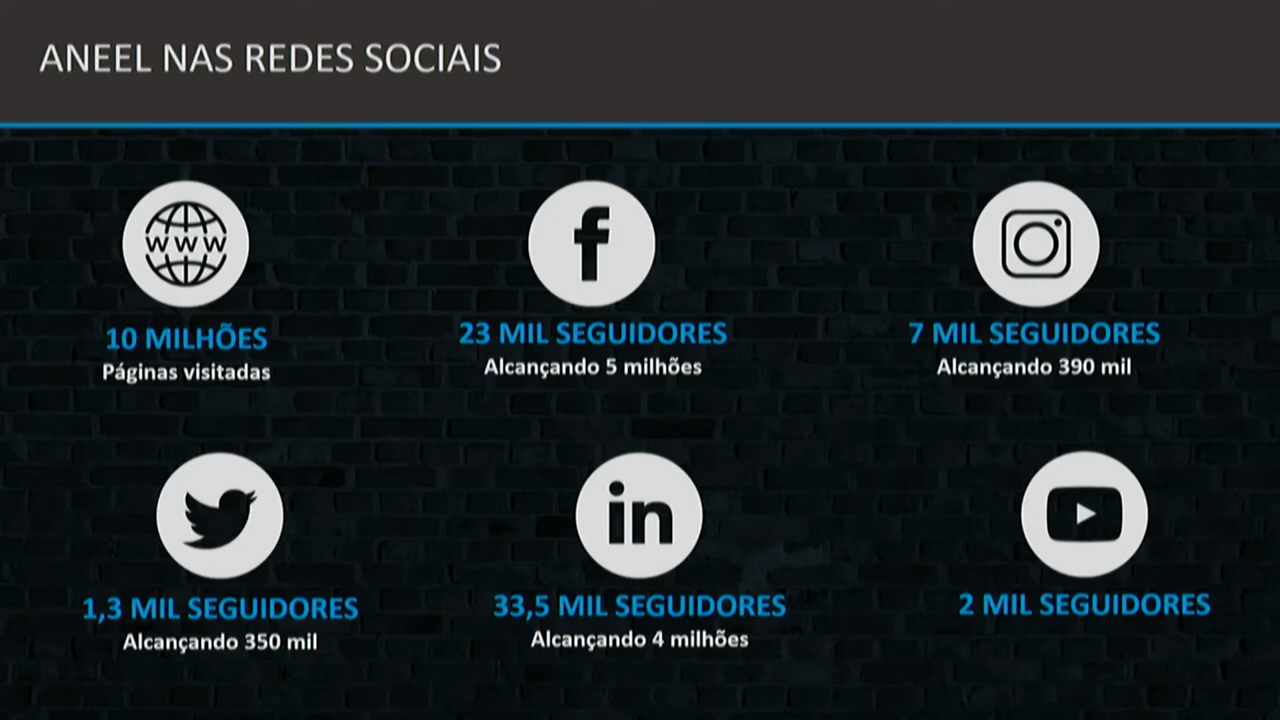 ANEEL NAS REDES SOCIAIS
WWW
10 MILHÕES
Páginas visitadas
23 MIL SEGUIDORES
Alcançando 5 milhões
7 MIL SEGUIDORES
Alcançando 390 mil
in
1,3 MIL SEGUIDORES
Alcançando 350 mil
33,5 MIL SEGUIDORES
Alcançando 4 milhões
2 MIL SEGUIDORES